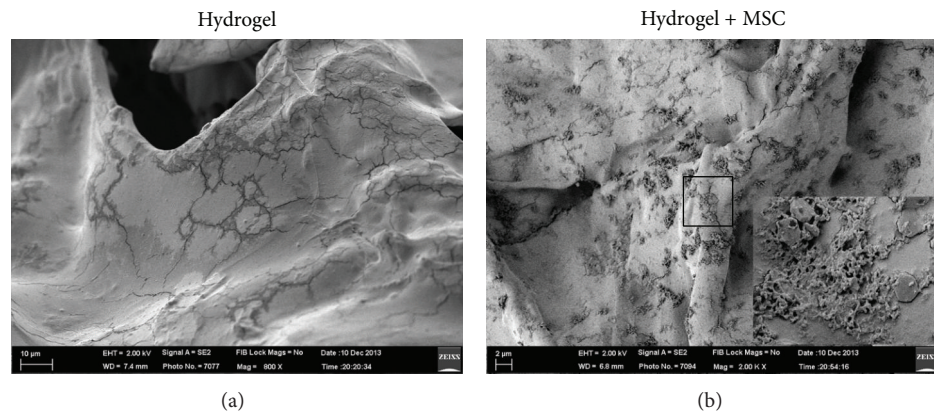 Hydrogel
Hydrogel + MSC
10 µm
EHT = 2.00 kV
Signal A = SE2
FIB Lock Mags = No
Date :10 Dec 2013
WD = 7.4 mm
Photo No. = 7077
Mag = 800 X
Time :20:20:34
ZEISS
2 µm
EHT = 2.00 kV
Signal A = SE2
FIB Lock Mags = No
Date :10 Dec 2013
WD = 6.8 mm
Photo No. = 7094
Mag = 2.00 K X
Time :20:54:16
ZEISS
(a)
(b)